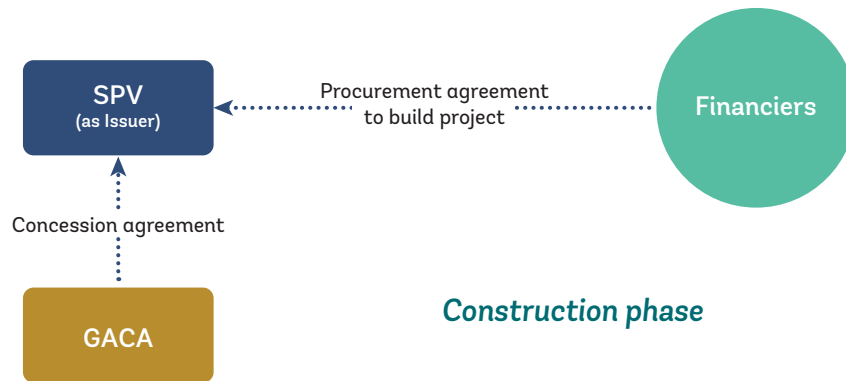 SPV
(as Issuer)
Procurement agreement
to build project
Financiers
Concession agreement
GACA
Construction phase